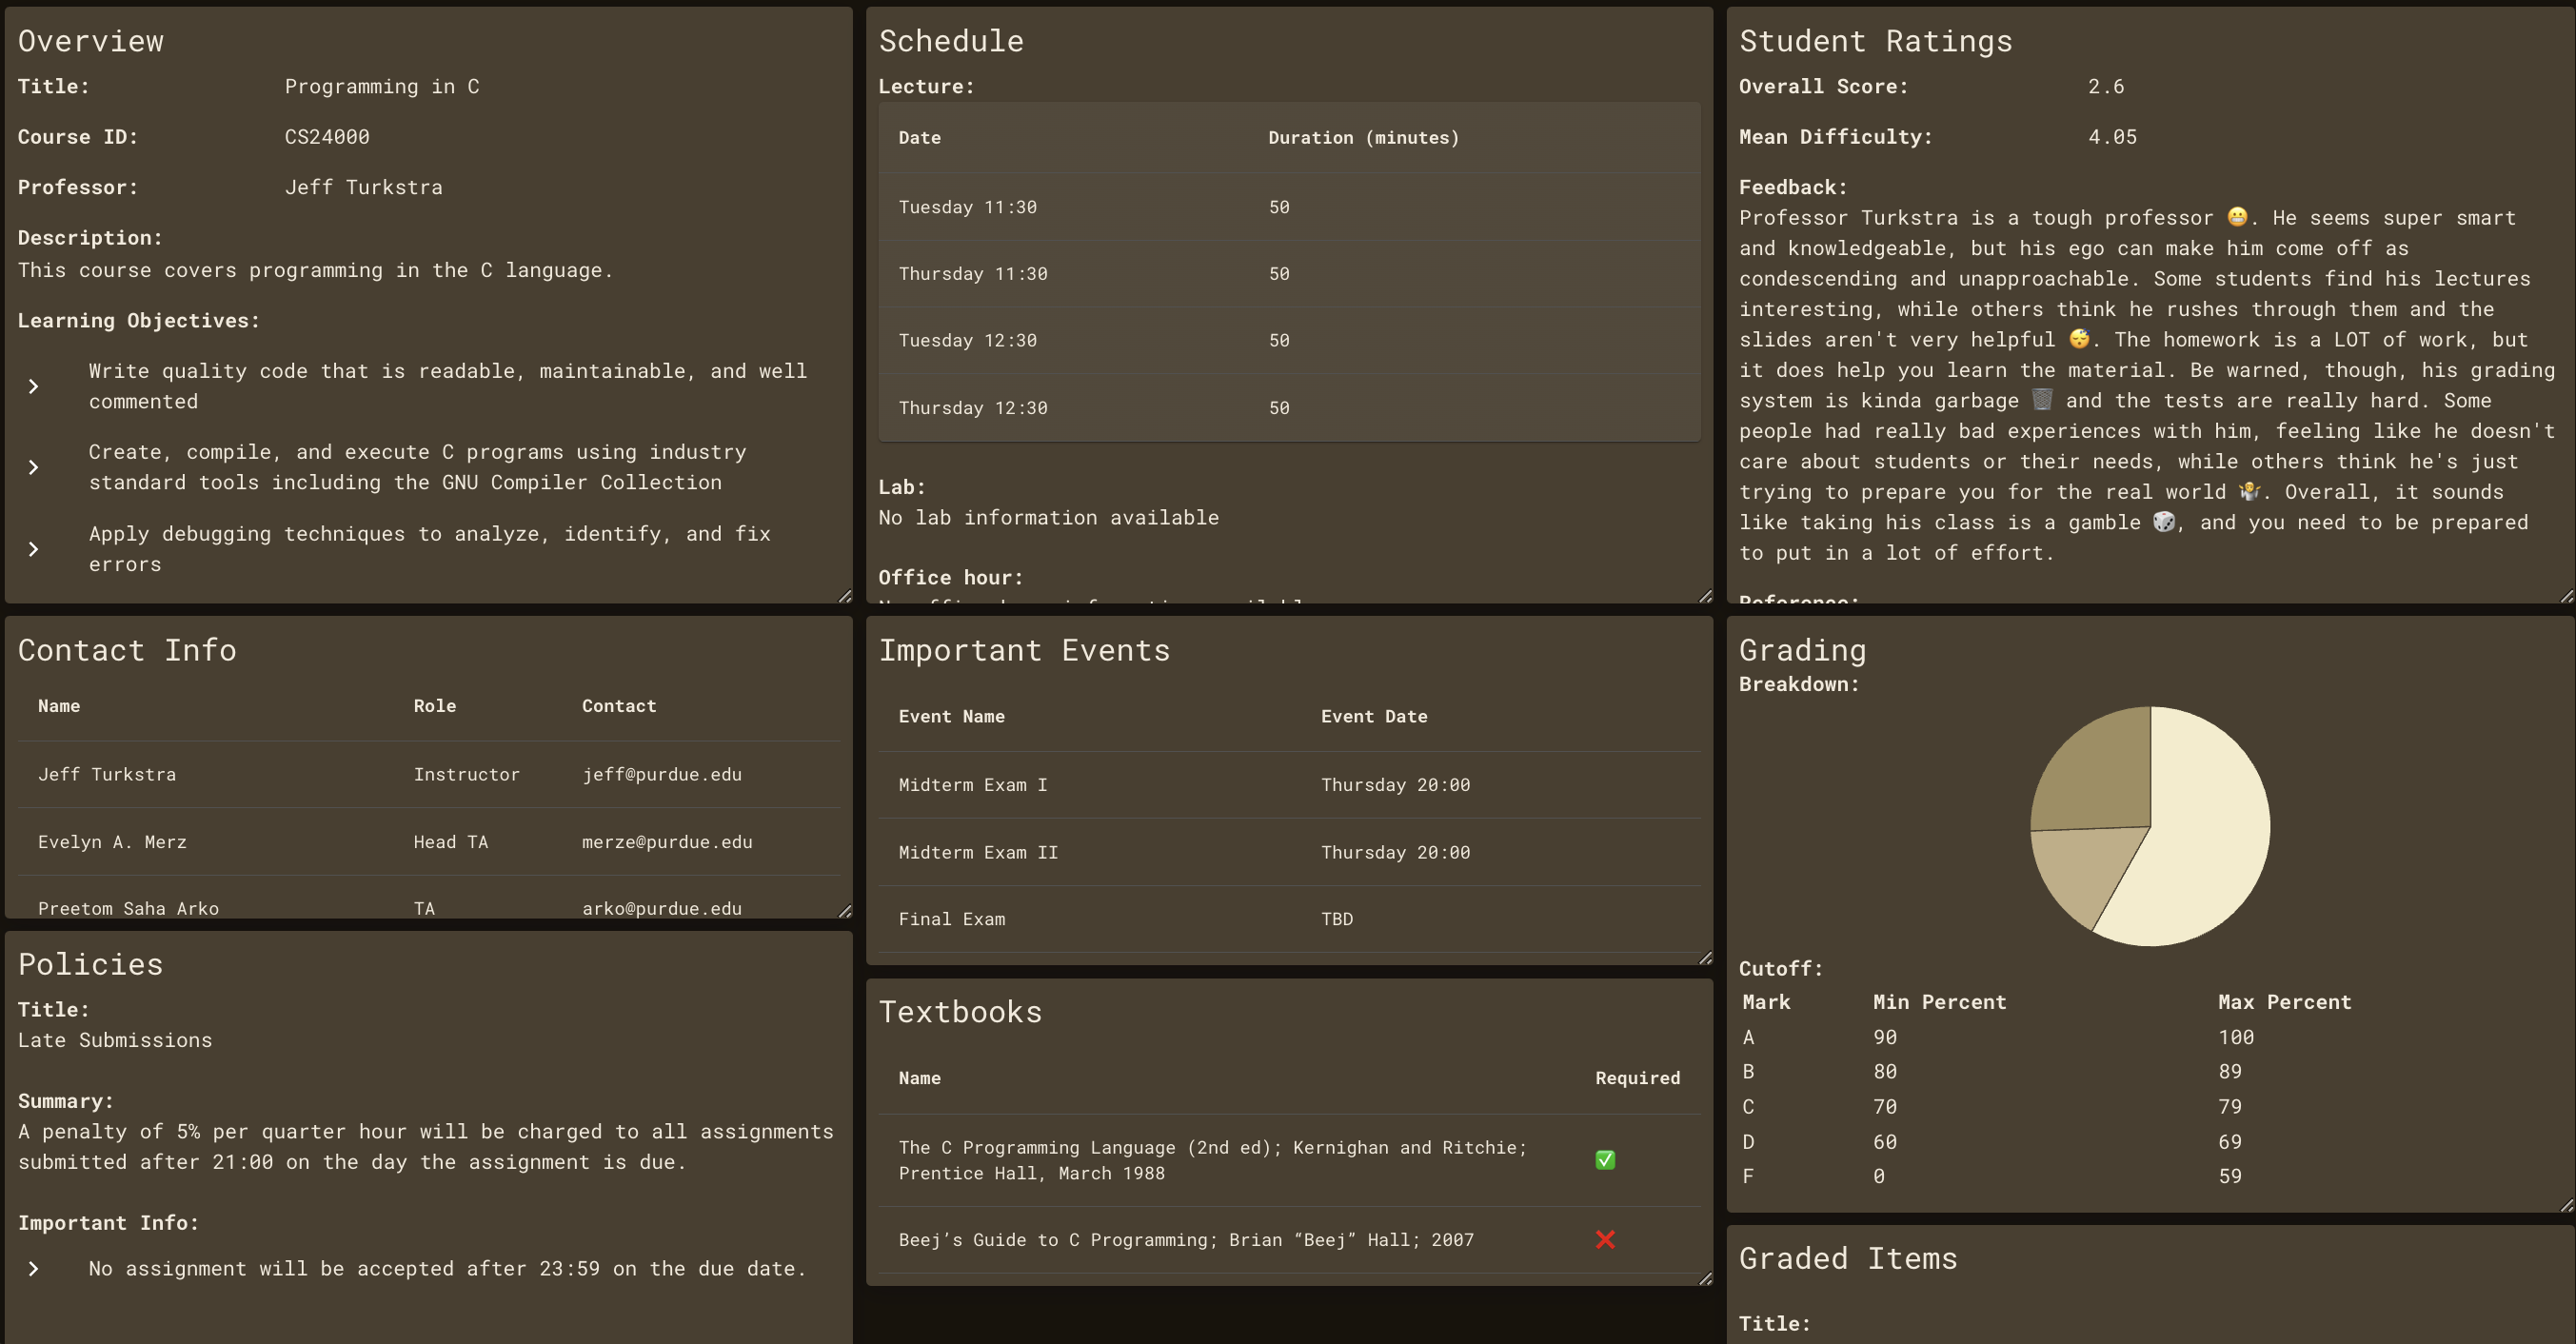 Overview
Title: Programming in C
Course ID: CS24000
Professor: Jeff Turkstra
Description:
This course covers programming in the C language.
Learning Objectives:
Write quality code that is readable, maintainable, and well
commented
Create, compile, and execute C programs using industry
standard tools including the GNU Compiler Collection
Apply debugging techniques to analyze, identify, and fix
errors
Schedule
Lecture:
Date Duration (minutes)
Tuesday 11:30 50
Thursday 11:30 50
Tuesday 12:30 50
Thursday 12:30 50
Lab:
No lab information available
Office hour:
Student Ratings
Overall Score: 2.6
Mean Difficulty: 4.05
Feedback:
Professor Turkstra is a tough professor 😬. He seems super smart
and knowledgeable, but his ego can make him come off as
condescending and unapproachable. Some students find his lectures
interesting, while others think he rushes through them and the
slides aren't very helpful 😴. The homework is a LOT of work, but
it does help you learn the material. Be warned, though, his grading
system is kinda garbage 🗑️ and the tests are really hard. Some
people had really bad experiences with him, feeling like he doesn't
care about students or their needs, while others think he's just
trying to prepare you for the real world 🤷. Overall, it sounds
like taking his class is a gamble 🎲, and you need to be prepared
to put in a lot of effort.
Reference:
Contact Info
Name Role Contact
Jeff Turkstra Instructor jeff@purdue.edu
Evelyn A. Merz Head TA merze@purdue.edu
Preetom Saha Arko TA arko@purdue.edu
Important Events
Event Name Event Date
Midterm Exam I Thursday 20:00
Midterm Exam II Thursday 20:00
Final Exam TBD
Grading
Breakdown:
Cutoff:
Mark Min Percent Max Percent
A 90 100
B 80 89
C 70 79
D 60 69
F 0 59
Policies
Title:
Late Submissions
Summary:
A penalty of 5% per quarter hour will be charged to all assignments
submitted after 21:00 on the day the assignment is due.
Important Info:
No assignment will be accepted after 23:59 on the due date.
Textbooks
Name Required
The C Programming Language (2nd ed); Kernighan and Ritchie;
Prentice Hall, March 1988 ✅
Beej’s Guide to C Programming; Brian “Beej” Hall; 2007 ❌
Graded Items
Title: